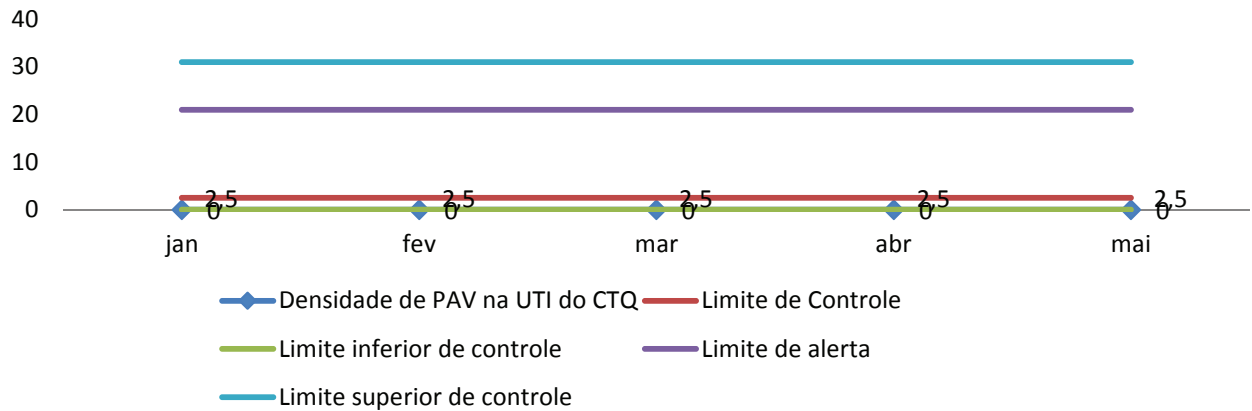 40
30
20
10
0
2,5 2,5 2,5 2,5 2,5
0 0 0 0 0
jan fev mar abr mai
Densidade de PAV na UTI do CTQ Limite de Controle
Limite inferior de controle Limite de alerta
Limite superior de controle